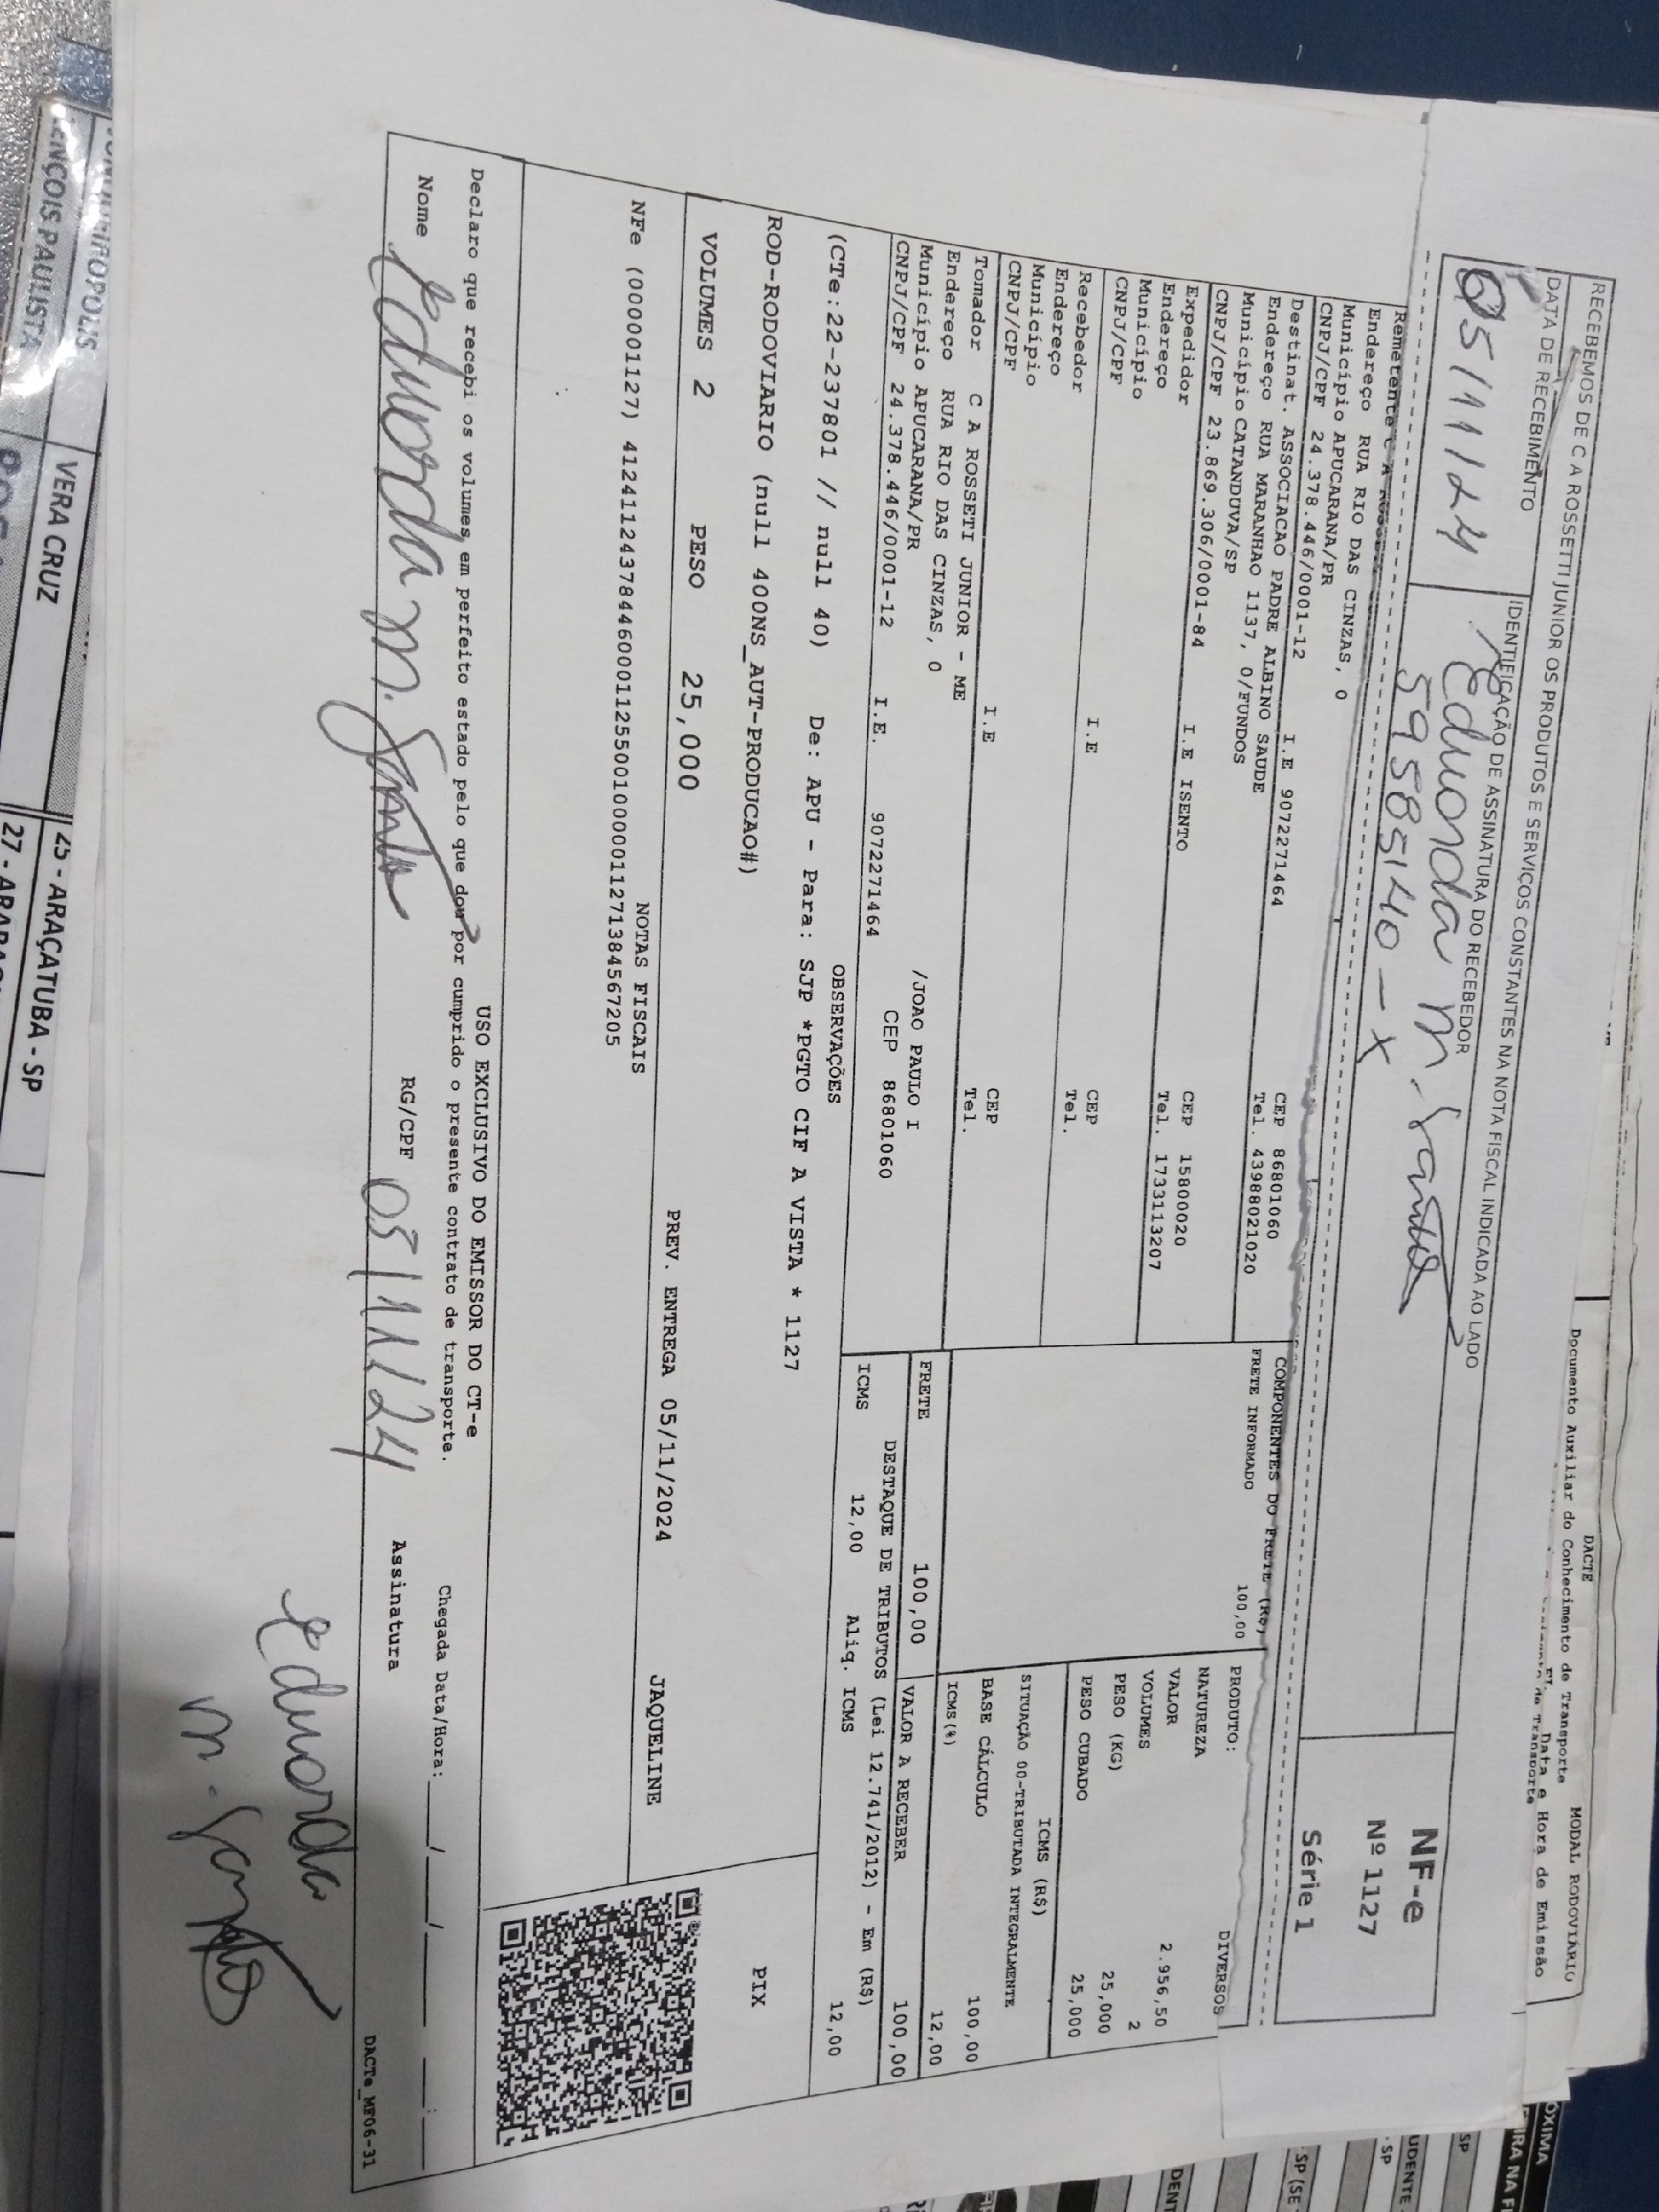 RECEBEMOS DE C A ROSSETTI JUNIOR OS PRODUTOS E SERVIÇOS CONSTANTES NA NOTA FISCAL INDICADA AO LADO
DATA DE RECEBIMENTO
IDENTIFICAÇÃO DE ASSINATURA DO RECEBEDOR
05/11/24
Eduarda M. Santos
59585140-X
NF-e
Nº 1127
Série 1
DACTE
Documento Auxiliar do Conhecimento de Transporte
MODAL RODOVIÁRIO
Data e Hora de Emissão
Remetente C A
Endereço RUA RIO DAS CINZAS, 0
Município APUCARANA/PR
CEP 86801060
CNPJ/CPF 24.378.446/0001-12
I.E 9072271464
Tel. 43988021020
Destinat. ASSOCIACAO PADRE ALBINO SAUDE
Endereço RUA MARANHAO 1137, 0/FUNDOS
Município CATANDUVA/SP
CEP 15800020
CNPJ/CPF 23.869.306/0001-84
I.E ISENTO
Tel. 1733113207
Expedidor
Endereço
Município
CEP
CNPJ/CPF
I.E
Tel.
Recebedor
Endereço
Município
CEP
CNPJ/CPF
I.E
Tel.
Tomador C A ROSSETI JUNIOR - ME
Endereço RUA RIO DAS CINZAS, 0
/JOAO PAULO I
Município APUCARANA/PR
CEP 86801060
CNPJ/CPF 24.378.446/0001-12
I.E. 9072271464
COMPONENTES DO FRETE (R$)
FRETE INFORMADO 100,00
FRETE 100,00
PRODUTO:
DIVERSOS
NATUREZA
VALOR 2.956,50
VOLUMES 2
PESO (KG) 25,000
PESO CUBADO 25,000
ICMS (R$)
SITUAÇÃO 00-TRIBUTADA INTEGRALMENTE
BASE CÁLCULO 100,00
ICMS(%) 12,00
VALOR A RECEBER 100,00
DESTAQUE DE TRIBUTOS (Lei 12.741/2012) - Em (R$)
ICMS 12,00 Aliq. ICMS 12,00
OBSERVAÇÕES
(CTe:22-237801 // null 40) De: APU - Para: SJP *PGTO CIF A VISTA * 1127
ROD-RODOVIARIO (null 400NS_AUT-PRODUCAO#)
PIX
VOLUMES 2 PESO 25,000 PREV. ENTREGA 05/11/2024 JAQUELINE
NOTAS FISCAIS
NFe (000001127) 41241124378446000112550010000011271384567205
USO EXCLUSIVO DO EMISSOR DO CT-e
Declaro que recebi os volumes em perfeito estado pelo que dou por cumprido o presente contrato de transporte.
Chegada Data/Hora:____/____/____ ____:____
Nome Eduarda M. Santos RG/CPF 05/11/24 Assinatura
Eduarda
M. Santos
DACTe_MF06-31
VERA CRUZ
ENÇOIS PAULISTA
25 - ARAÇATUBA - SP